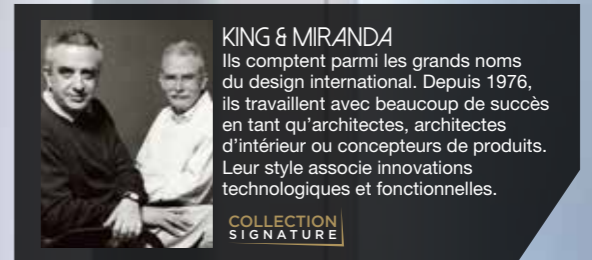 KING & MIRANDA
Ils comptent parmi les grands noms
du design international. Depuis 1976,
ils travaillent avec beaucoup de succès
en tant qu’architectes, architectes
d’intérieur ou concepteurs de produits.
Leur style associe innovations
technologiques et fonctionnelles.
COLLECTION
SIGNATURE